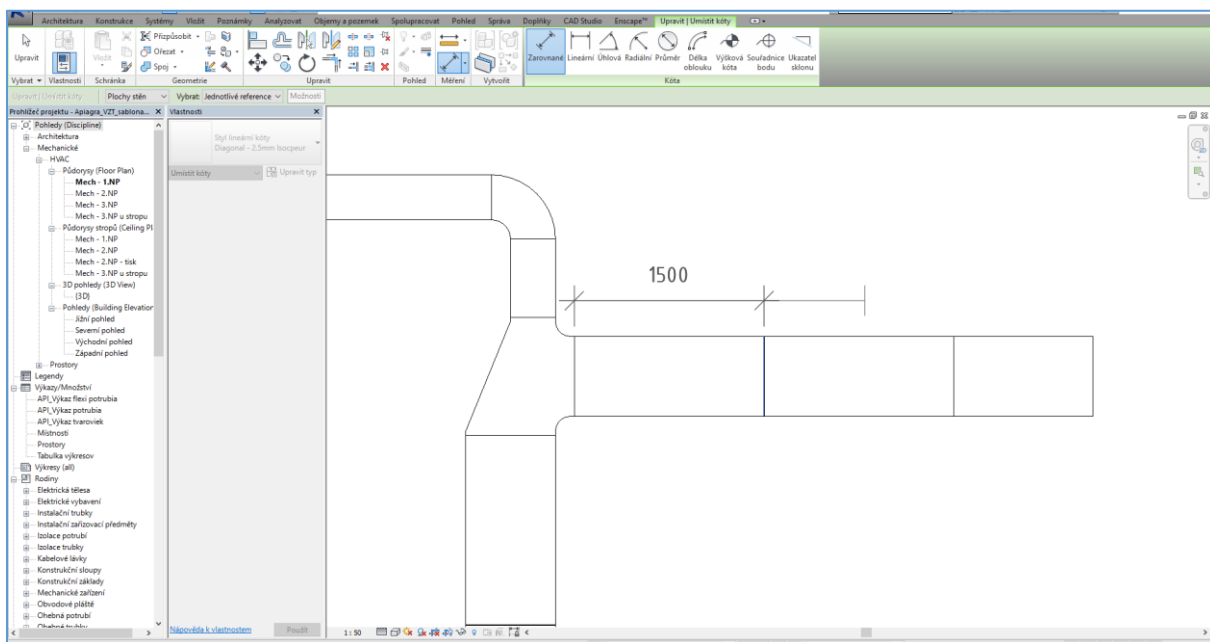 Architektura Konstrukce Systémy Vložit Poznámky Analyzovat Objemy a pozemek Spolupracovat Pohled Správa Doplňky CAD Studio Enscape™ Upravit | Umístit kóty
Upravit
Vložit
Přizpůsobit
Ořezat
Spoj
Zarovnané Lineární Úhlová Radiální Průměr Délka oblouku Výšková kóta Souřadnice bodu Ukazatel sklonu
Vybrat Vlastnosti Schránka Geometrie Upravit Pohled Měření Vytvořit Kóta
Upravit | Umístit kóty Plochy stěn Vybrat: Jednotlivé reference Možnosti
Prohlížeč projektu - Apiagra_VZT_sablona...
Pohledy (Discipline)
Architektura
Mechanické
HVAC
Půdorysy (Floor Plan)
Mech - 1.NP
Mech - 2.NP
Mech - 3.NP
Mech - 3.NP u stropu
Půdorysy stropů (Ceiling Pl
Mech - 1.NP
Mech - 2.NP
Mech - 2.NP - tisk
Mech - 3.NP u stropu
3D pohledy (3D View)
{3D}
Pohledy (Building Elevation
Jižní pohled
Severní pohled
Východní pohled
Západní pohled
Prostory
Legendy
Výkazy/Množství
API_Výkaz flexi potrubia
API_Výkaz potrubia
API_Výkaz tvaroviek
Místnosti
Prostory
Tabulka výkresov
Výkresy (all)
Rodiny
Elektrická tělesa
Elektrické vybavení
Instalační trubky
Instalační zařizovací předměty
Izolace potrubí
Izolace trubky
Kabelové lávky
Konstrukční sloupy
Konstrukční základy
Mechanické zařízení
Obvodové pláště
Ohebná potrubí
Ohebné trubky
Vlastnosti
Styl lineární kóty
Diagonal - 2.5mm Isocpeur
Umístit kóty Upravit typ
Nápověda k vlastnostem Použít
1500
1 : 50